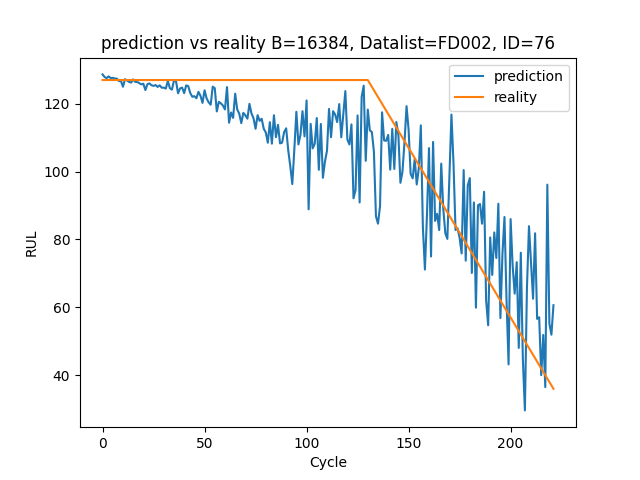 prediction vs reality B=16384, Datalist=FD002, ID=76
prediction
reality
RUL
120
100
80
60
40
0
50
100
150
200
Cycle